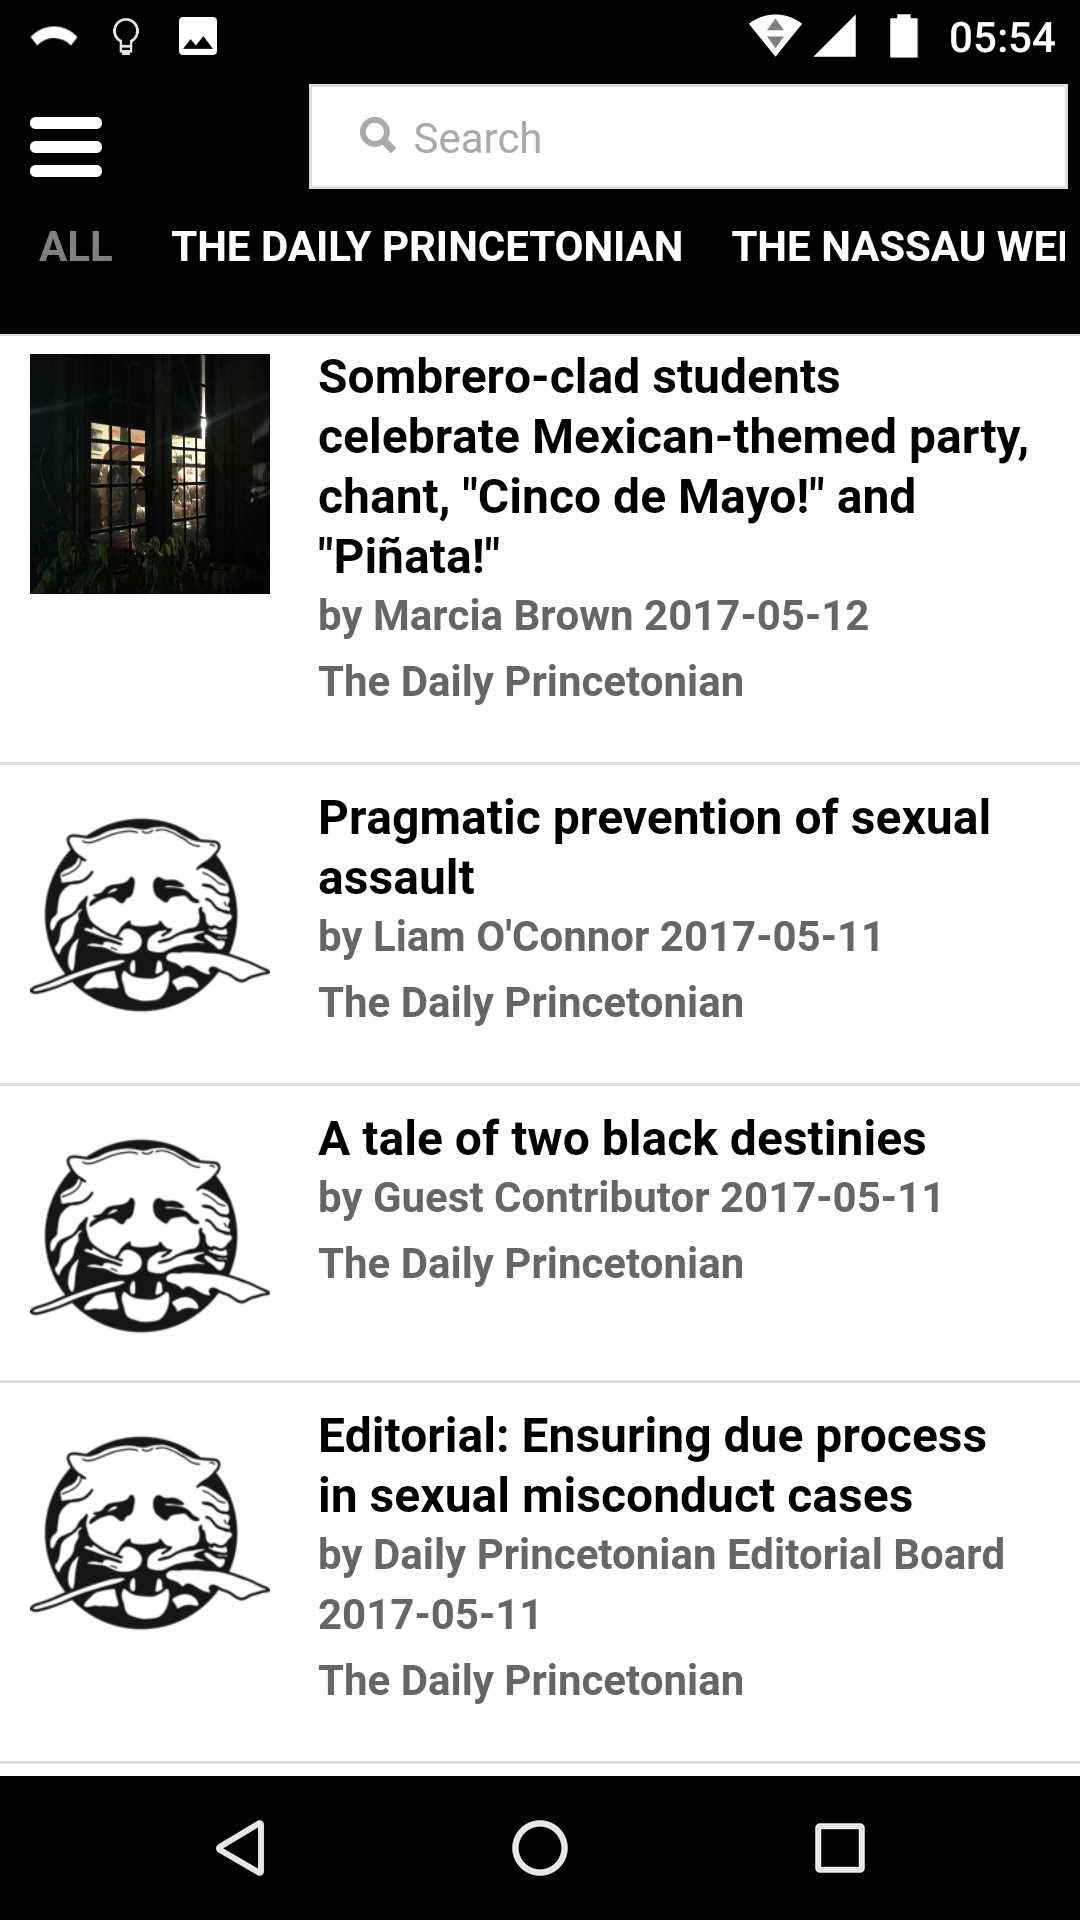 05:54
Search
ALL THE DAILY PRINCETONIAN THE NASSAU WEE
Sombrero-clad students
celebrate Mexican-themed party,
chant, "Cinco de Mayo!" and
"Piñata!"
by Marcia Brown 2017-05-12
The Daily Princetonian
Pragmatic prevention of sexual
assault
by Liam O'Connor 2017-05-11
The Daily Princetonian
A tale of two black destinies
by Guest Contributor 2017-05-11
The Daily Princetonian
Editorial: Ensuring due process
in sexual misconduct cases
by Daily Princetonian Editorial Board
2017-05-11
The Daily Princetonian